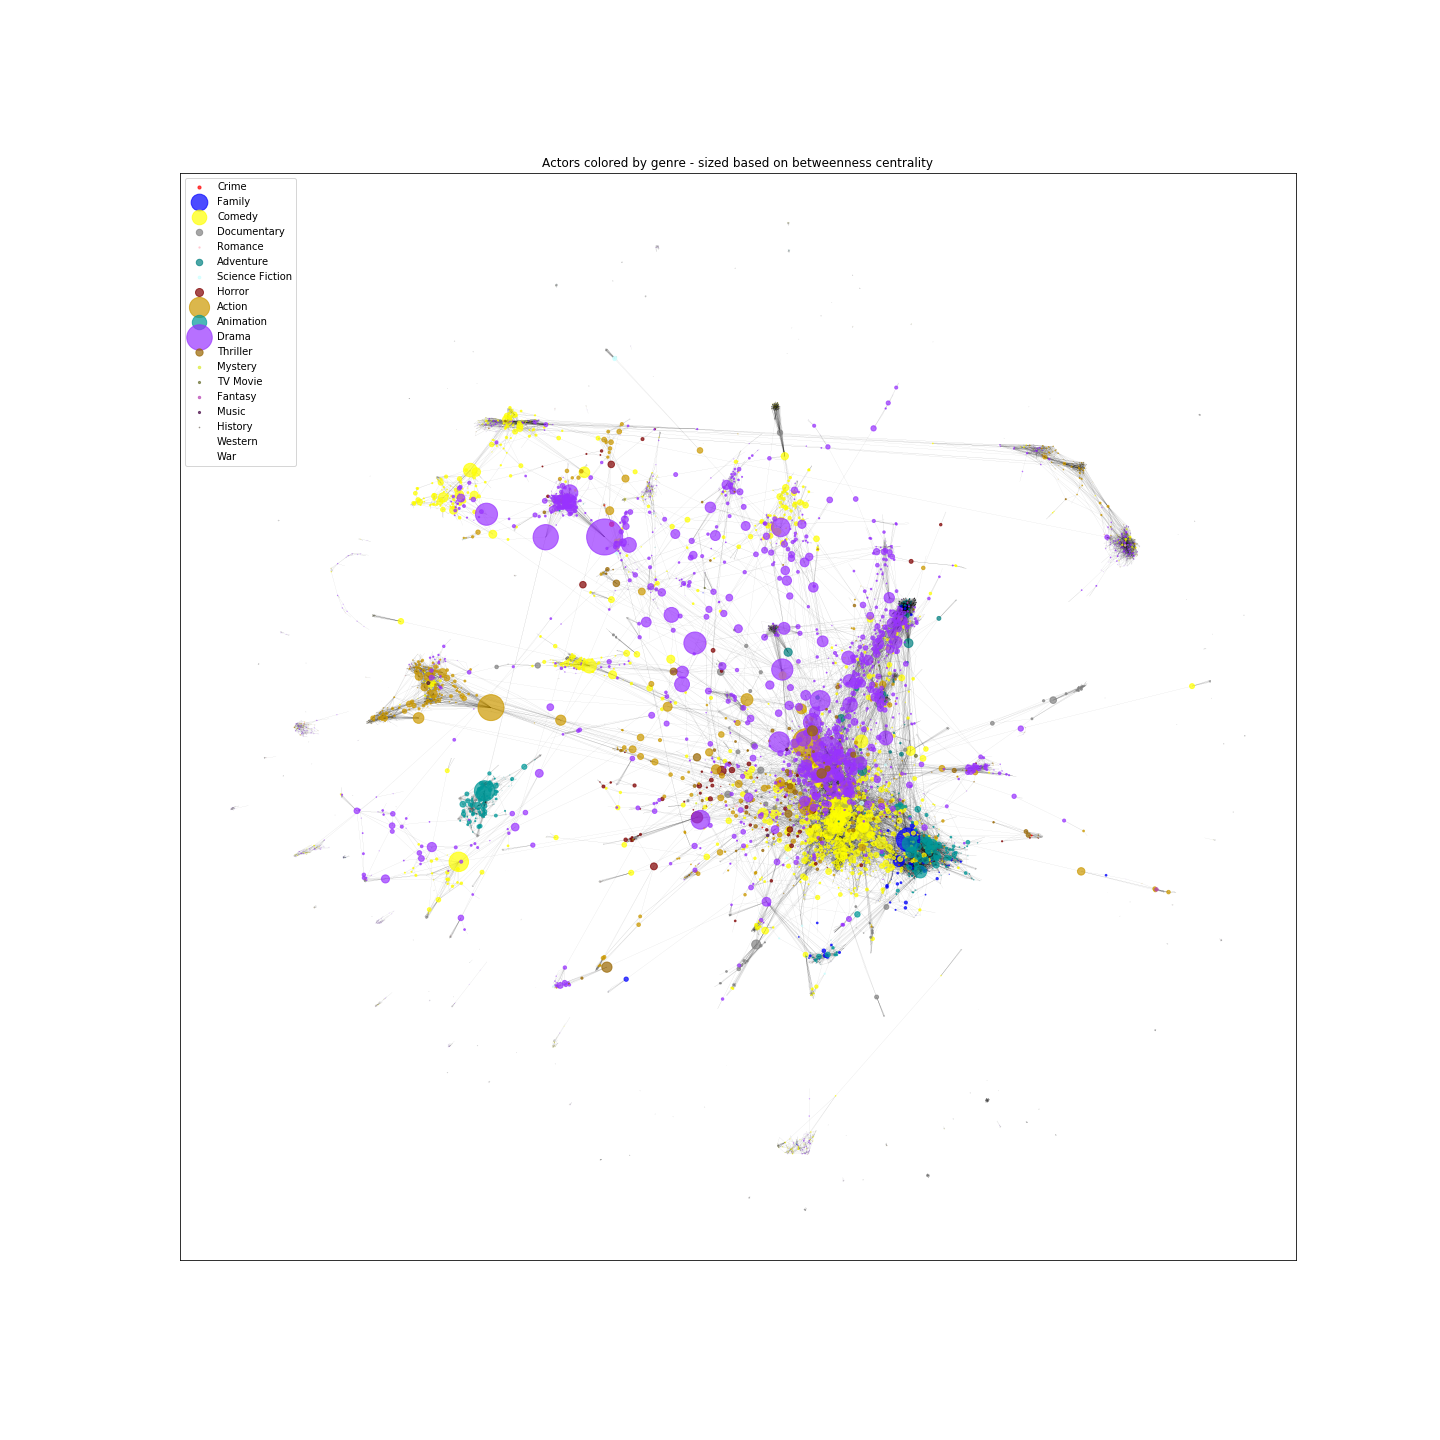 Actors colored by genre - sized based on betweenness centrality
Crime
Family
Comedy
Documentary
Romance
Adventure
Science Fiction
Horror
Action
Animation
Drama
Thriller
Mystery
TV Movie
Fantasy
Music
History
Western
War